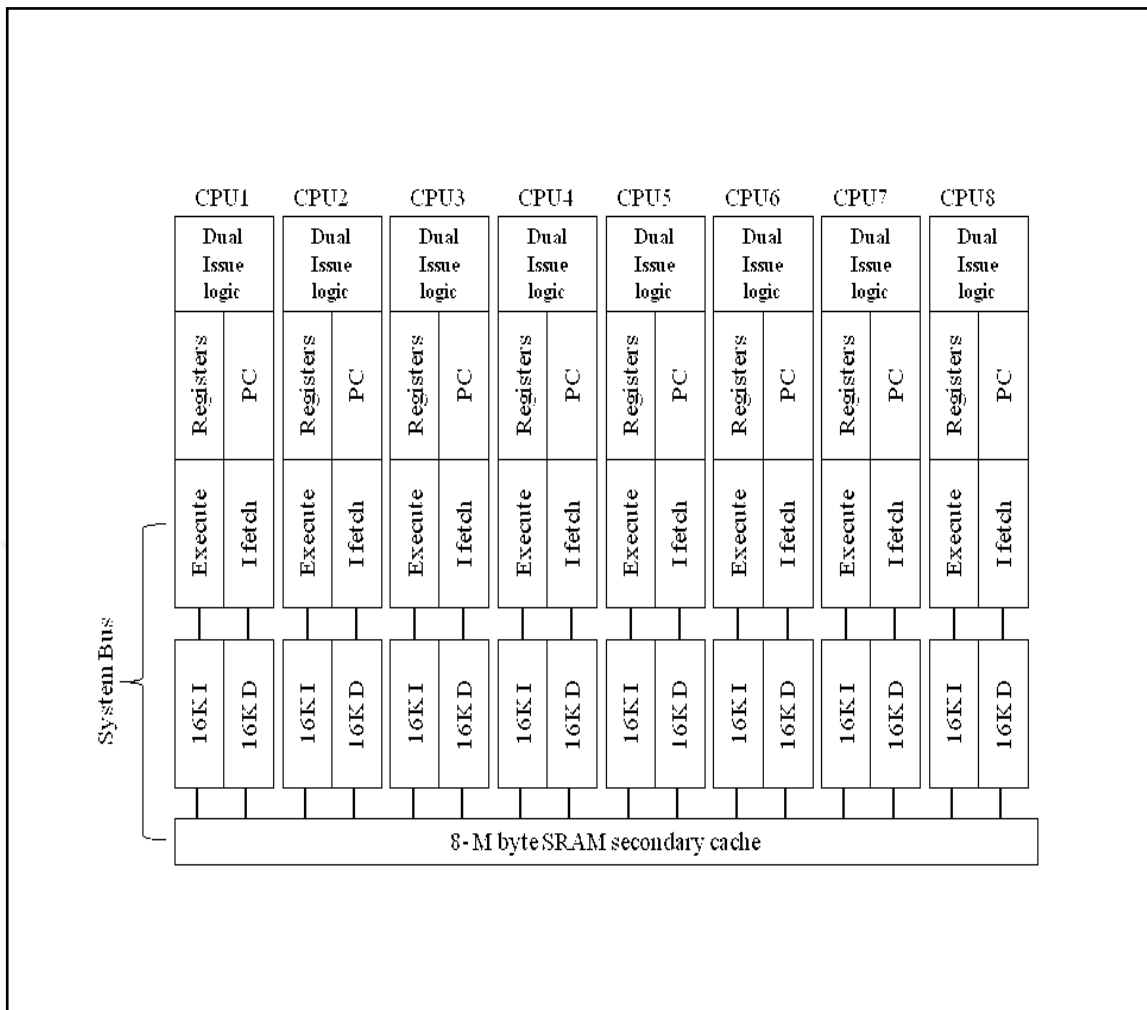 CPU1 CPU2 CPU3 CPU4 CPU5 CPU6 CPU7 CPU8
Dual Dual Dual Dual Dual Dual Dual Dual
Issue Issue Issue Issue Issue Issue Issue Issue
logic logic logic logic logic logic logic logic
Registers PC Registers PC Registers PC Registers PC Registers PC Registers PC Registers PC Registers PC
Execute I fetch Execute I fetch Execute I fetch Execute I fetch Execute I fetch Execute I fetch Execute I fetch Execute I fetch
System Bus
16K I 16K D 16K I 16K D 16K I 16K D 16K I 16K D 16K I 16K D 16K I 16K D 16K I 16K D 16K I 16K D
8- M byte SRAM secondary cache